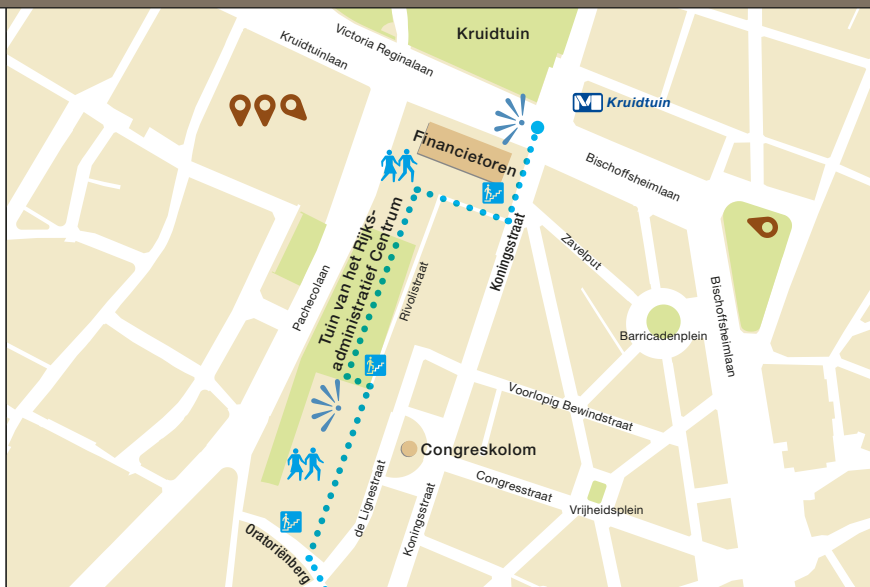 Kruidtuin
Victoria Reginalaan
Kruidtuinlaan
M Kruidtuin
Financietoren
Bischoffsheimlaan
Tuin van het Rijks-
administratief Centrum
Koningsstraat
Zavelput
Pachecolaan
Rivolistraat
Bischoffsheimlaan
Barricadenplein
Voorlopig Bewindstraat
Congreskolom
Congresstraat
de Lignestraat
Koningsstraat
Vrijheidsplein
Oratoriënberg